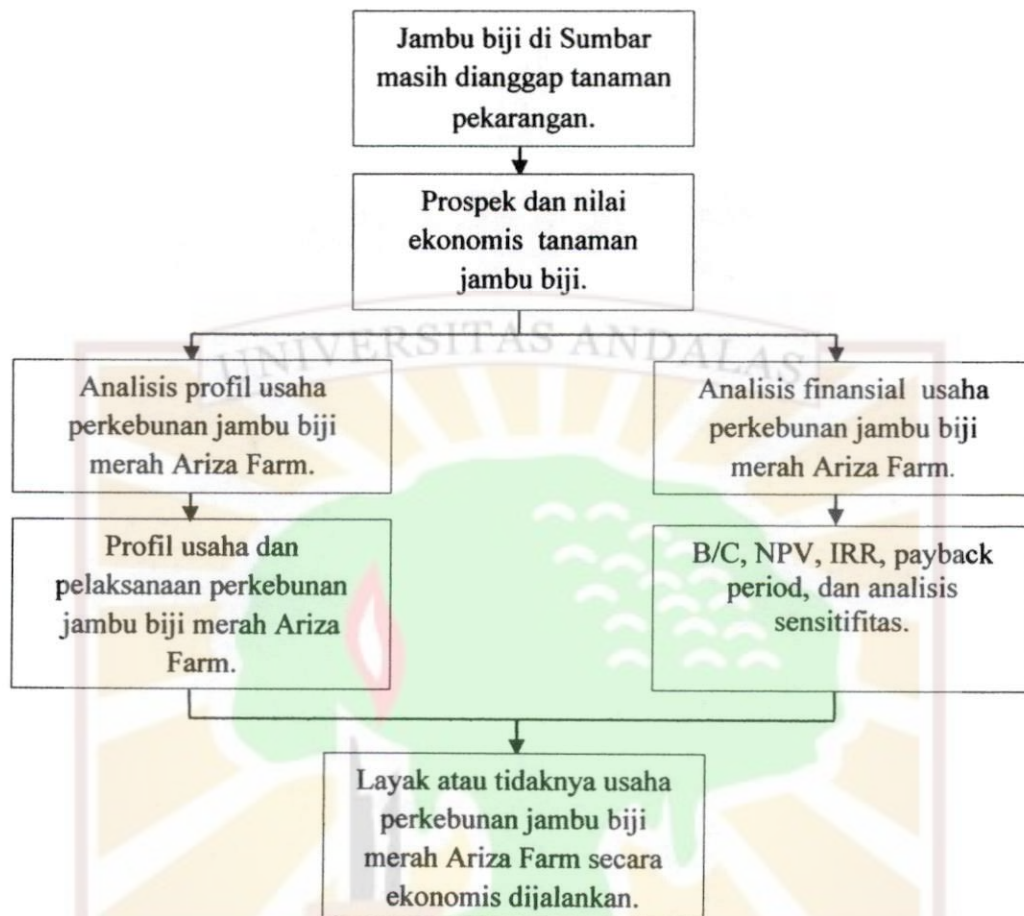 Jambu biji di Sumbar
masih dianggap tanaman
pekarangan.
Prospek dan nilai
ekonomis tanaman
jambu biji.
UNIVERSITAS ANDALAS
Analisis profil usaha
perkebunan jambu biji
merah Ariza Farm.
Analisis finansial usaha
perkebunan jambu biji
merah Ariza Farm.
Profil usaha dan
pelaksanaan perkebunan
jambu biji merah Ariza
Farm.
B/C, NPV, IRR, payback
period, dan analisis
sensitifitas.
Layak atau tidaknya usaha
perkebunan jambu biji
merah Ariza Farm secara
ekonomis dijalankan.